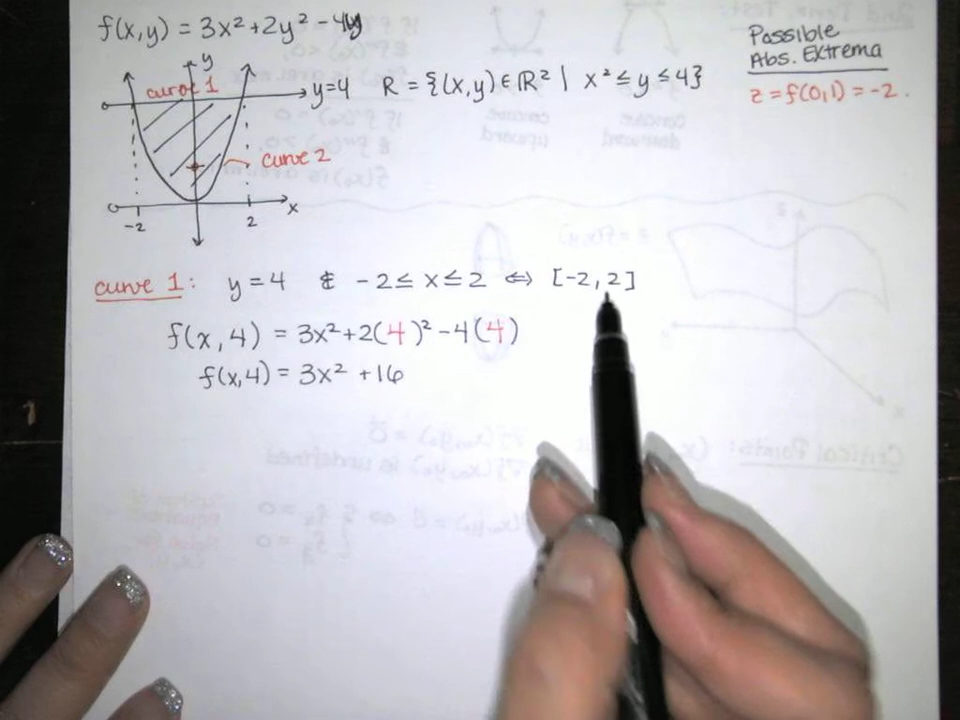 f(x,y) = 3x² + 2y² - 4y
Possible
Abs. Extrema
z = f(0,1) = -2.
y
curve 1
y=4
R = {(x,y) ∈ ℝ² | x² ≤ y ≤ 4}
curve 2
x
-2
2
curve 1: y = 4 & -2 ≤ x ≤ 2 ⇔ [-2, 2]
f(x, 4) = 3x² + 2(4)² - 4(4)
f(x,4) = 3x² + 16